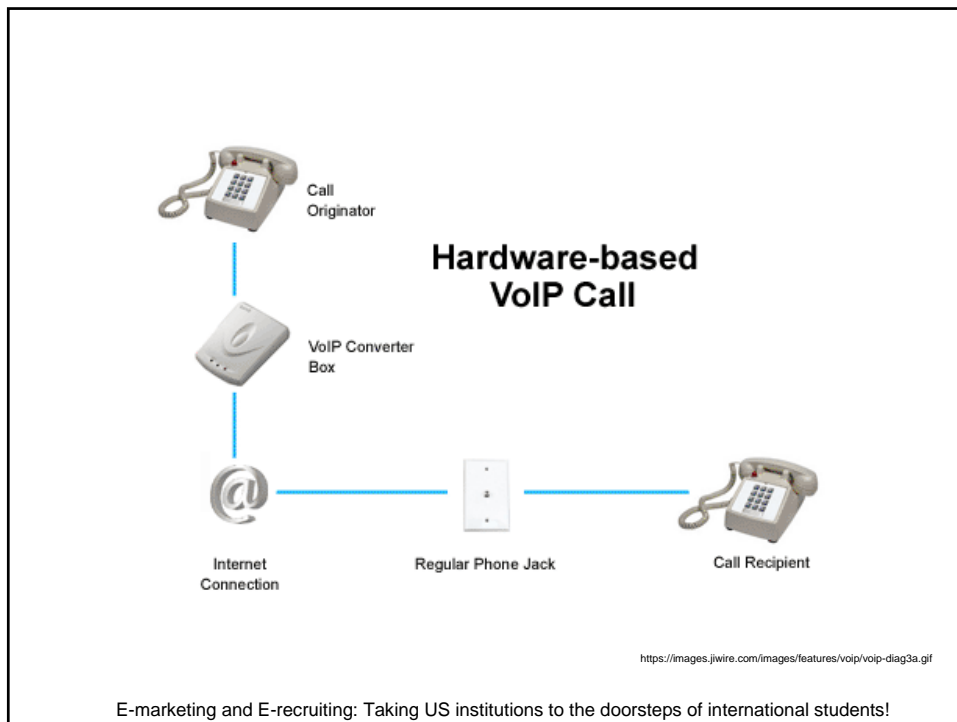 Call
Originator
Hardware-based
VoIP Call
VoIP Converter
Box
Internet
Connection
Regular Phone Jack
Call Recipient
https://images.jiwire.com/images/features/voip/voip-diag3a.gif
E-marketing and E-recruiting: Taking US institutions to the doorsteps of international students!